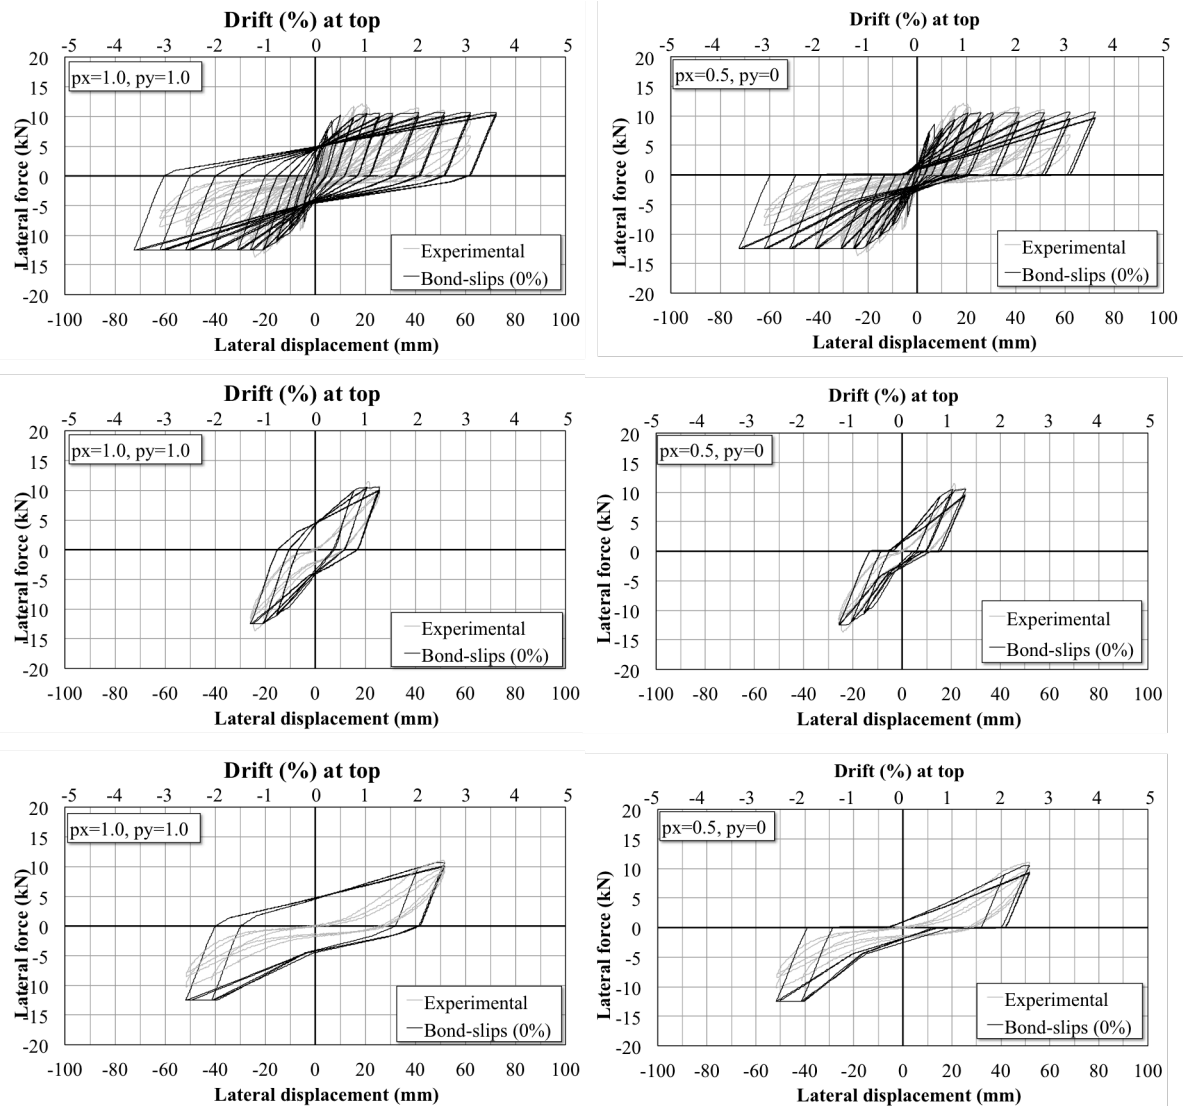 Drift (%) at top
-5 -4 -3 -2 -1 0 1 2 3 4 5
20
15
10
5
0
-5
-10
-15
-20
Lateral force (kN)
px=1.0, py=1.0
Experimental
Bond-slips (0%)
-100 -80 -60 -40 -20 0 20 40 60 80 100
Lateral displacement (mm)
Drift (%) at top
-5 -4 -3 -2 -1 0 1 2 3 4 5
20
15
10
5
0
-5
-10
-15
-20
Lateral force (kN)
px=0.5, py=0
Experimental
Bond-slips (0%)
-100 -80 -60 -40 -20 0 20 40 60 80 100
Lateral displacement (mm)
Drift (%) at top
-5 -4 -3 -2 -1 0 1 2 3 4 5
20
15
10
5
0
-5
-10
-15
-20
Lateral force (kN)
px=1.0, py=1.0
Experimental
Bond-slips (0%)
-100 -80 -60 -40 -20 0 20 40 60 80 100
Lateral displacement (mm)
Drift (%) at top
-5 -4 -3 -2 -1 0 1 2 3 4 5
20
15
10
5
0
-5
-10
-15
-20
Lateral force (kN)
px=0.5, py=0
Experimental
Bond-slips (0%)
-100 -80 -60 -40 -20 0 20 40 60 80 100
Lateral displacement (mm)
Drift (%) at top
-5 -4 -3 -2 -1 0 1 2 3 4 5
20
15
10
5
0
-5
-10
-15
-20
Lateral force (kN)
px=1.0, py=1.0
Experimental
Bond-slips (0%)
-100 -80 -60 -40 -20 0 20 40 60 80 100
Lateral displacement (mm)
Drift (%) at top
-5 -4 -3 -2 -1 0 1 2 3 4 5
20
15
10
5
0
-5
-10
-15
-20
Lateral force (kN)
px=0.5, py=0
Experimental
Bond-slips (0%)
-100 -80 -60 -40 -20 0 20 40 60 80 100
Lateral displacement (mm)